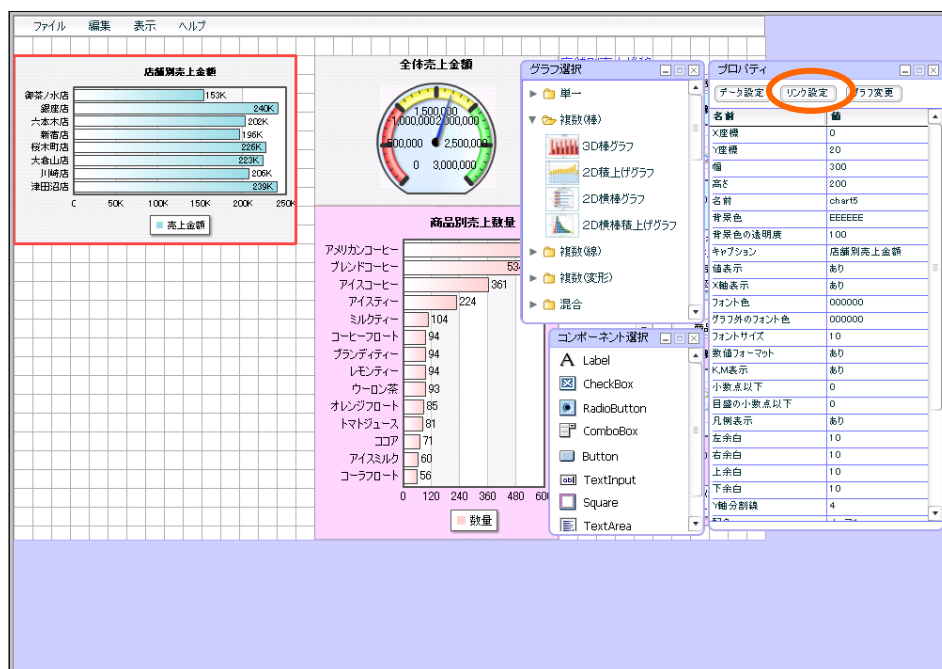 ファイル 編集 表示 ヘルプ
店舗別売上金額
御茶ノ水店 153K
銀座店 240K
六本木店 202K
新宿店 196K
桜木町店 226K
大倉山店 223K
川崎店 206K
津田沼店 239K
0 50K 100K 150K 200K 250K
売上金額
全体売上金額
1,500,000
1,000,000 2,000,000
500,000 2,500,000
0 3,000,000
商品別売上数量
アメリカンコーヒー
ブレンドコーヒー
アイスコーヒー 361
アイスティー 224
ミルクティー 104
コーヒーフロート 94
ブランディティー 94
レモンティー 94
ウーロン茶 93
オレンジフロート 85
トマトジュース 81
ココア 71
アイスミルク 60
コーラフロート 56
0 120 240 360 480
数量
グラフ選択
単一
複数(棒)
3D棒グラフ
2D積上げグラフ
2D横棒グラフ
2D横棒積上げグラフ
複数(線)
複数(変形)
混合
コンポーネント選択
Label
CheckBox
RadioButton
ComboBox
Button
TextInput
Square
TextArea
プロパティ
データ設定 リンク設定 グラフ変更
名前 値
X座標 0
Y座標 20
幅 300
高さ 200
名前 chart5
背景色 EEEEEE
背景色の透明度 100
キャプション 店舗別売上金額
値表示 あり
X軸表示 あり
フォント色 000000
グラフ外のフォント色 000000
フォントサイズ 10
数値フォーマット あり
K,M表示 あり
小数点以下 0
目盛の小数点以下 0
凡例表示 あり
左余白 10
右余白 10
上余白 10
下余白 10
Y軸分割線 4